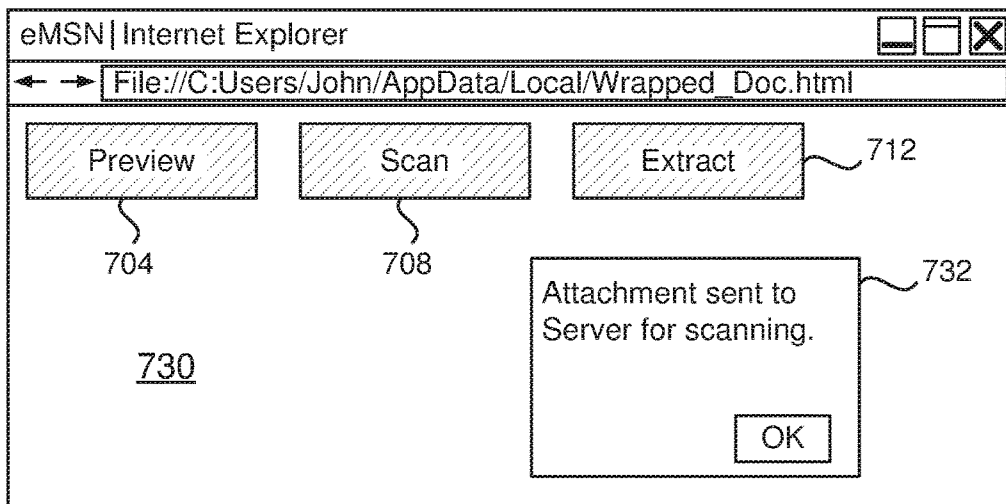 eMSN | Internet Explorer
File://C:Users/John/AppData/Local/Wrapped_Doc.html
Preview Scan Extract 712
704 708
732
Attachment sent to
Server for scanning.
730
OK